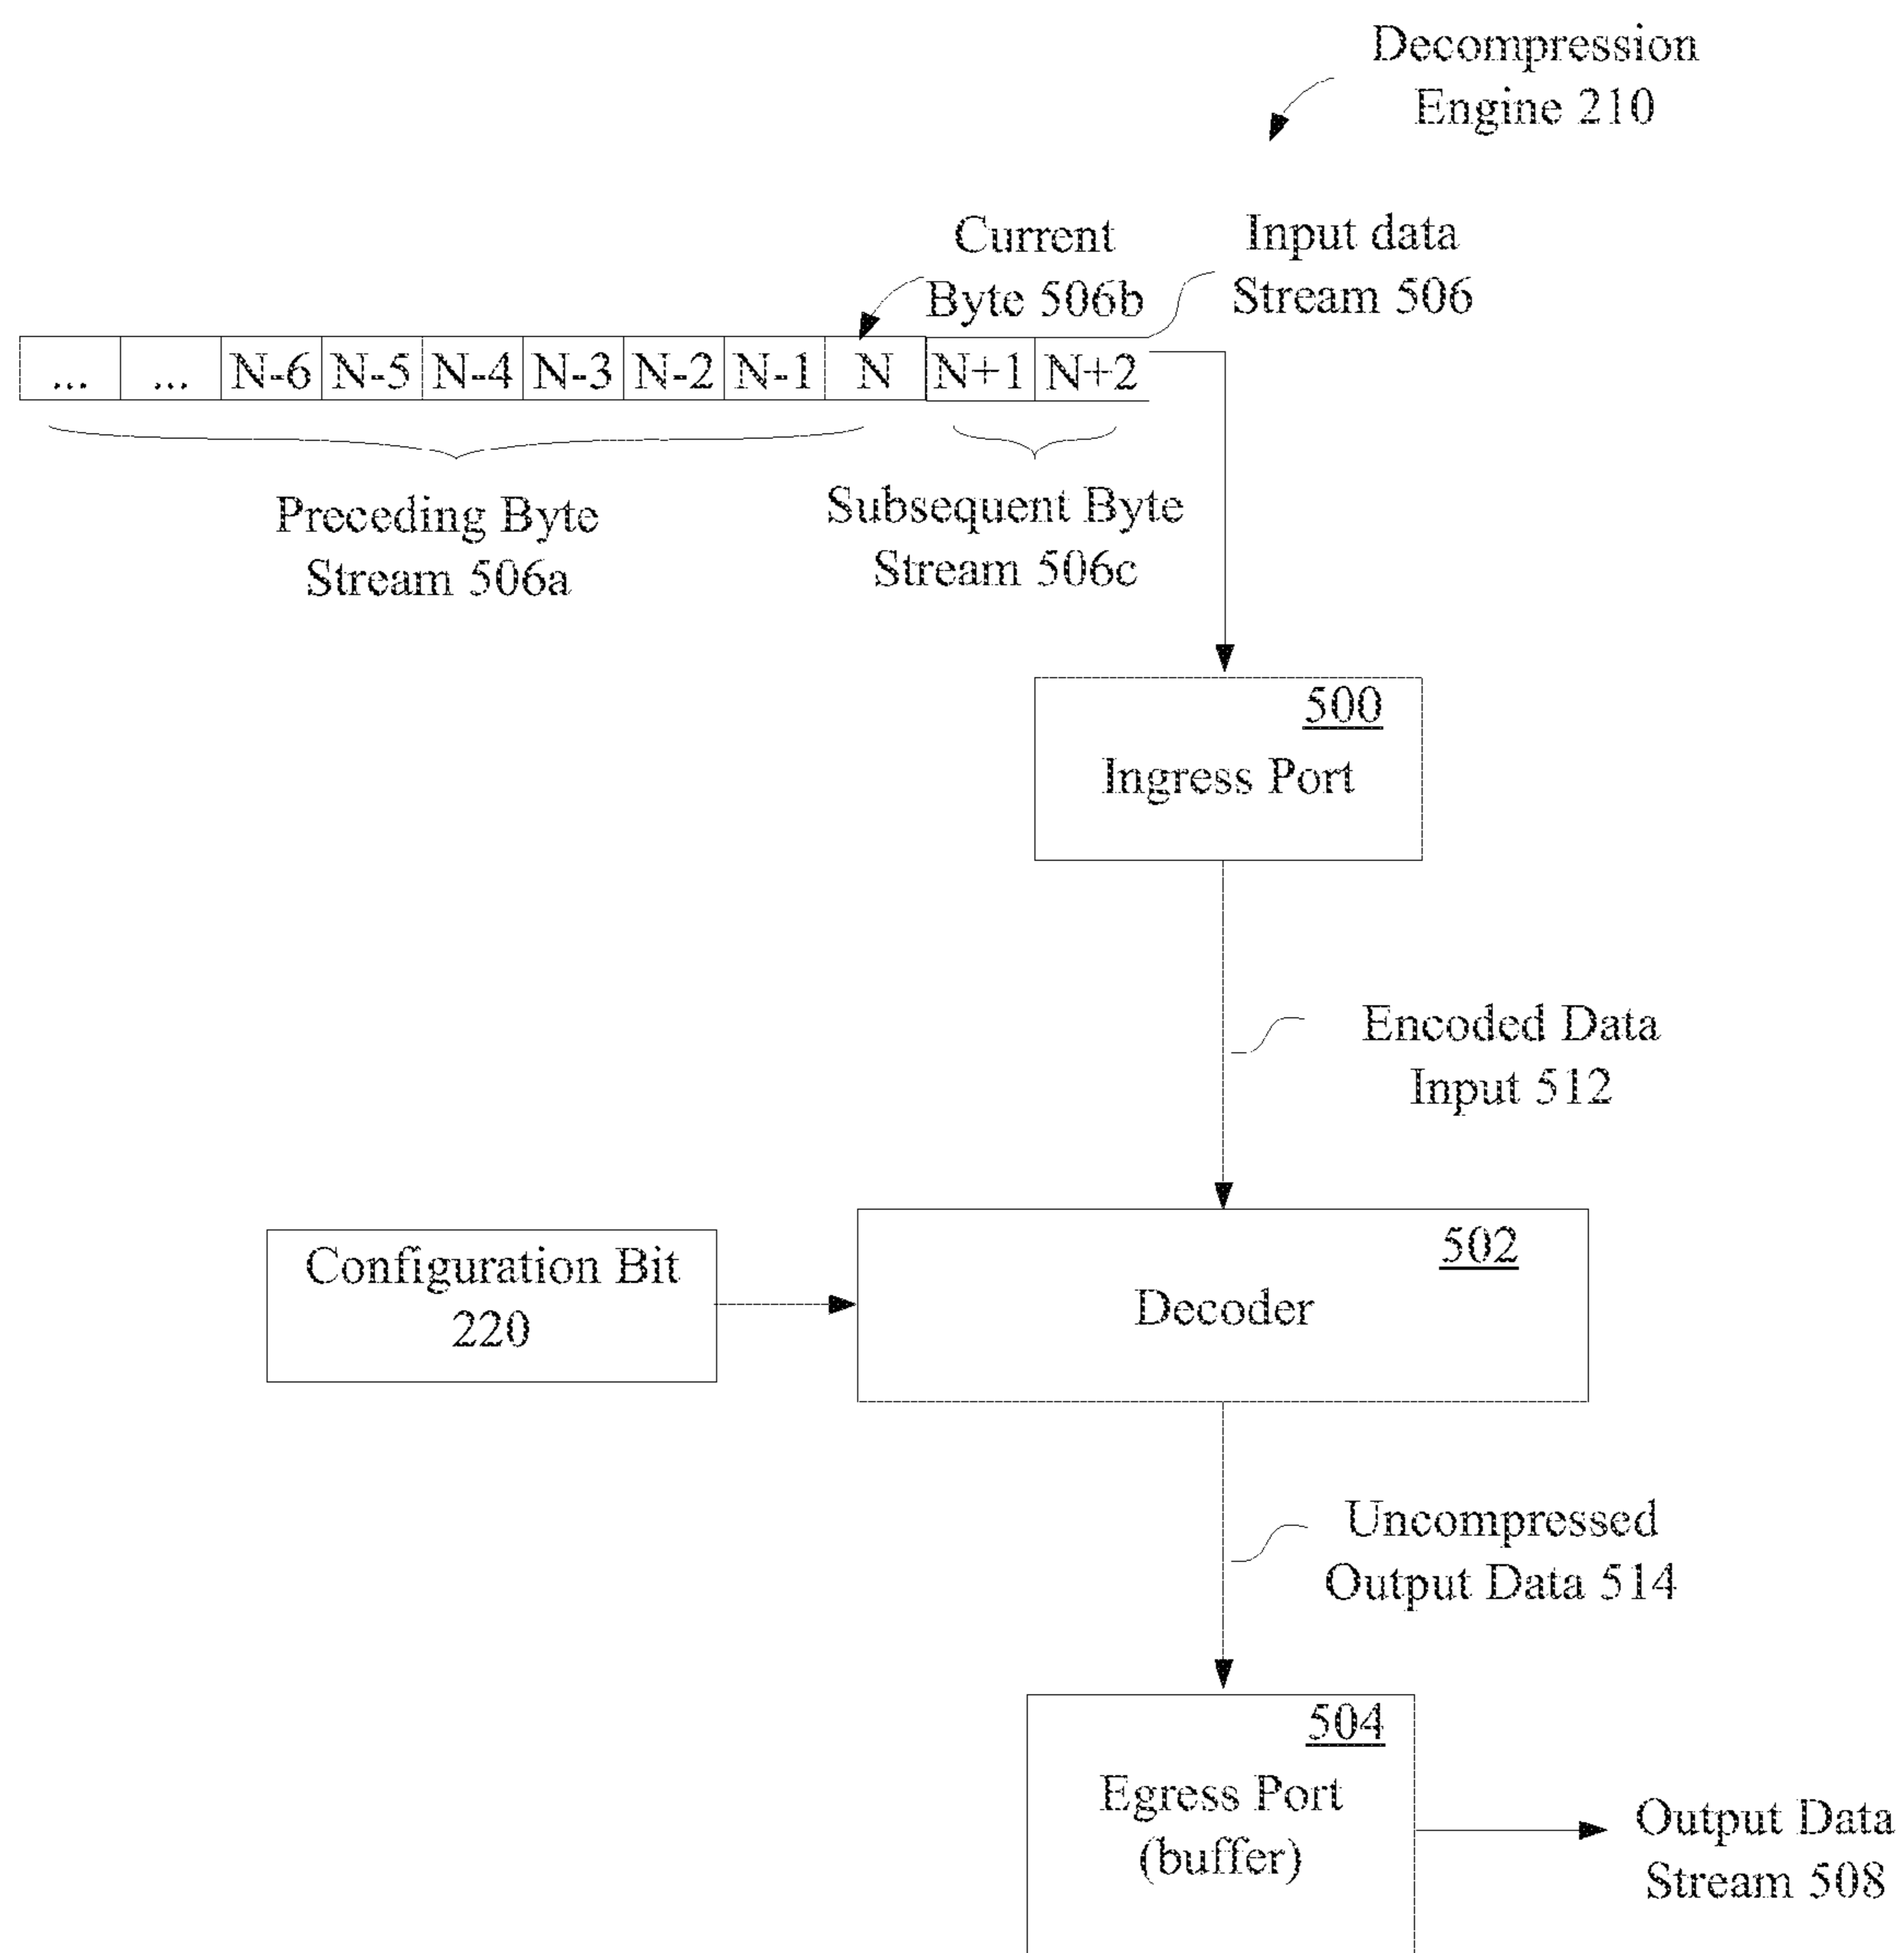 Decompression
Engine 210
Current
Byte 506b
Input data
Stream 506
... ... N-6 N-5 N-4 N-3 N-2 N-1 N N+1 N+2
Preceding Byte
Stream 506a
Subsequent Byte
Stream 506c
500
Ingress Port
Encoded Data
Input 512
Configuration Bit
220
502
Decoder
Uncompressed
Output Data 514
504
Egress Port
(buffer)
Output Data
Stream 508